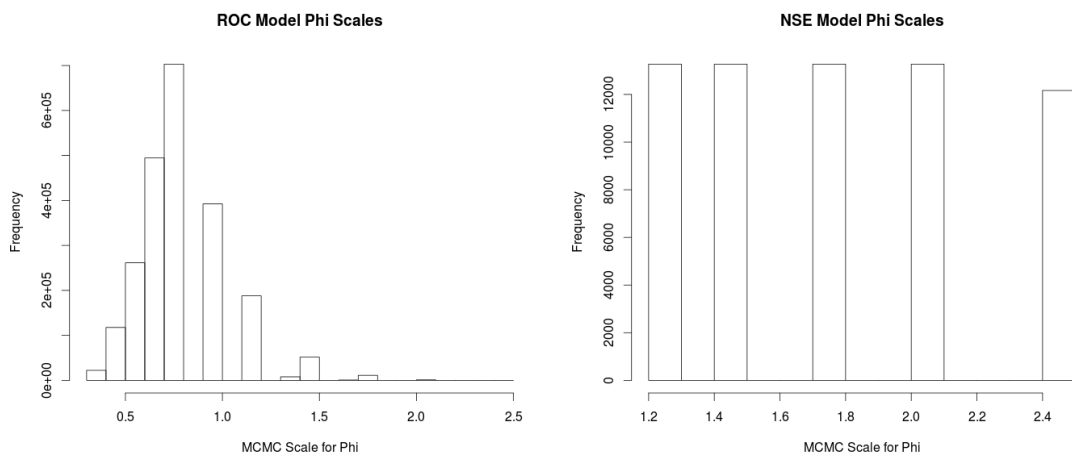 ROC Model Phi Scales
Frequency
0e+00
2e+05
4e+05
6e+05
0.5 1.0 1.5 2.0 2.5
MCMC Scale for Phi
NSE Model Phi Scales
Frequency
0
2000
4000
6000
8000
10000
12000
1.2 1.4 1.6 1.8 2.0 2.2 2.4
MCMC Scale for Phi